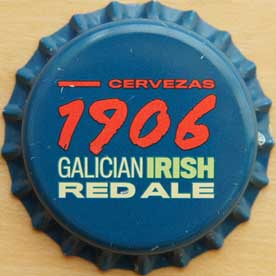 CERVEZAS
1906
GALICIAN IRISH
RED ALE